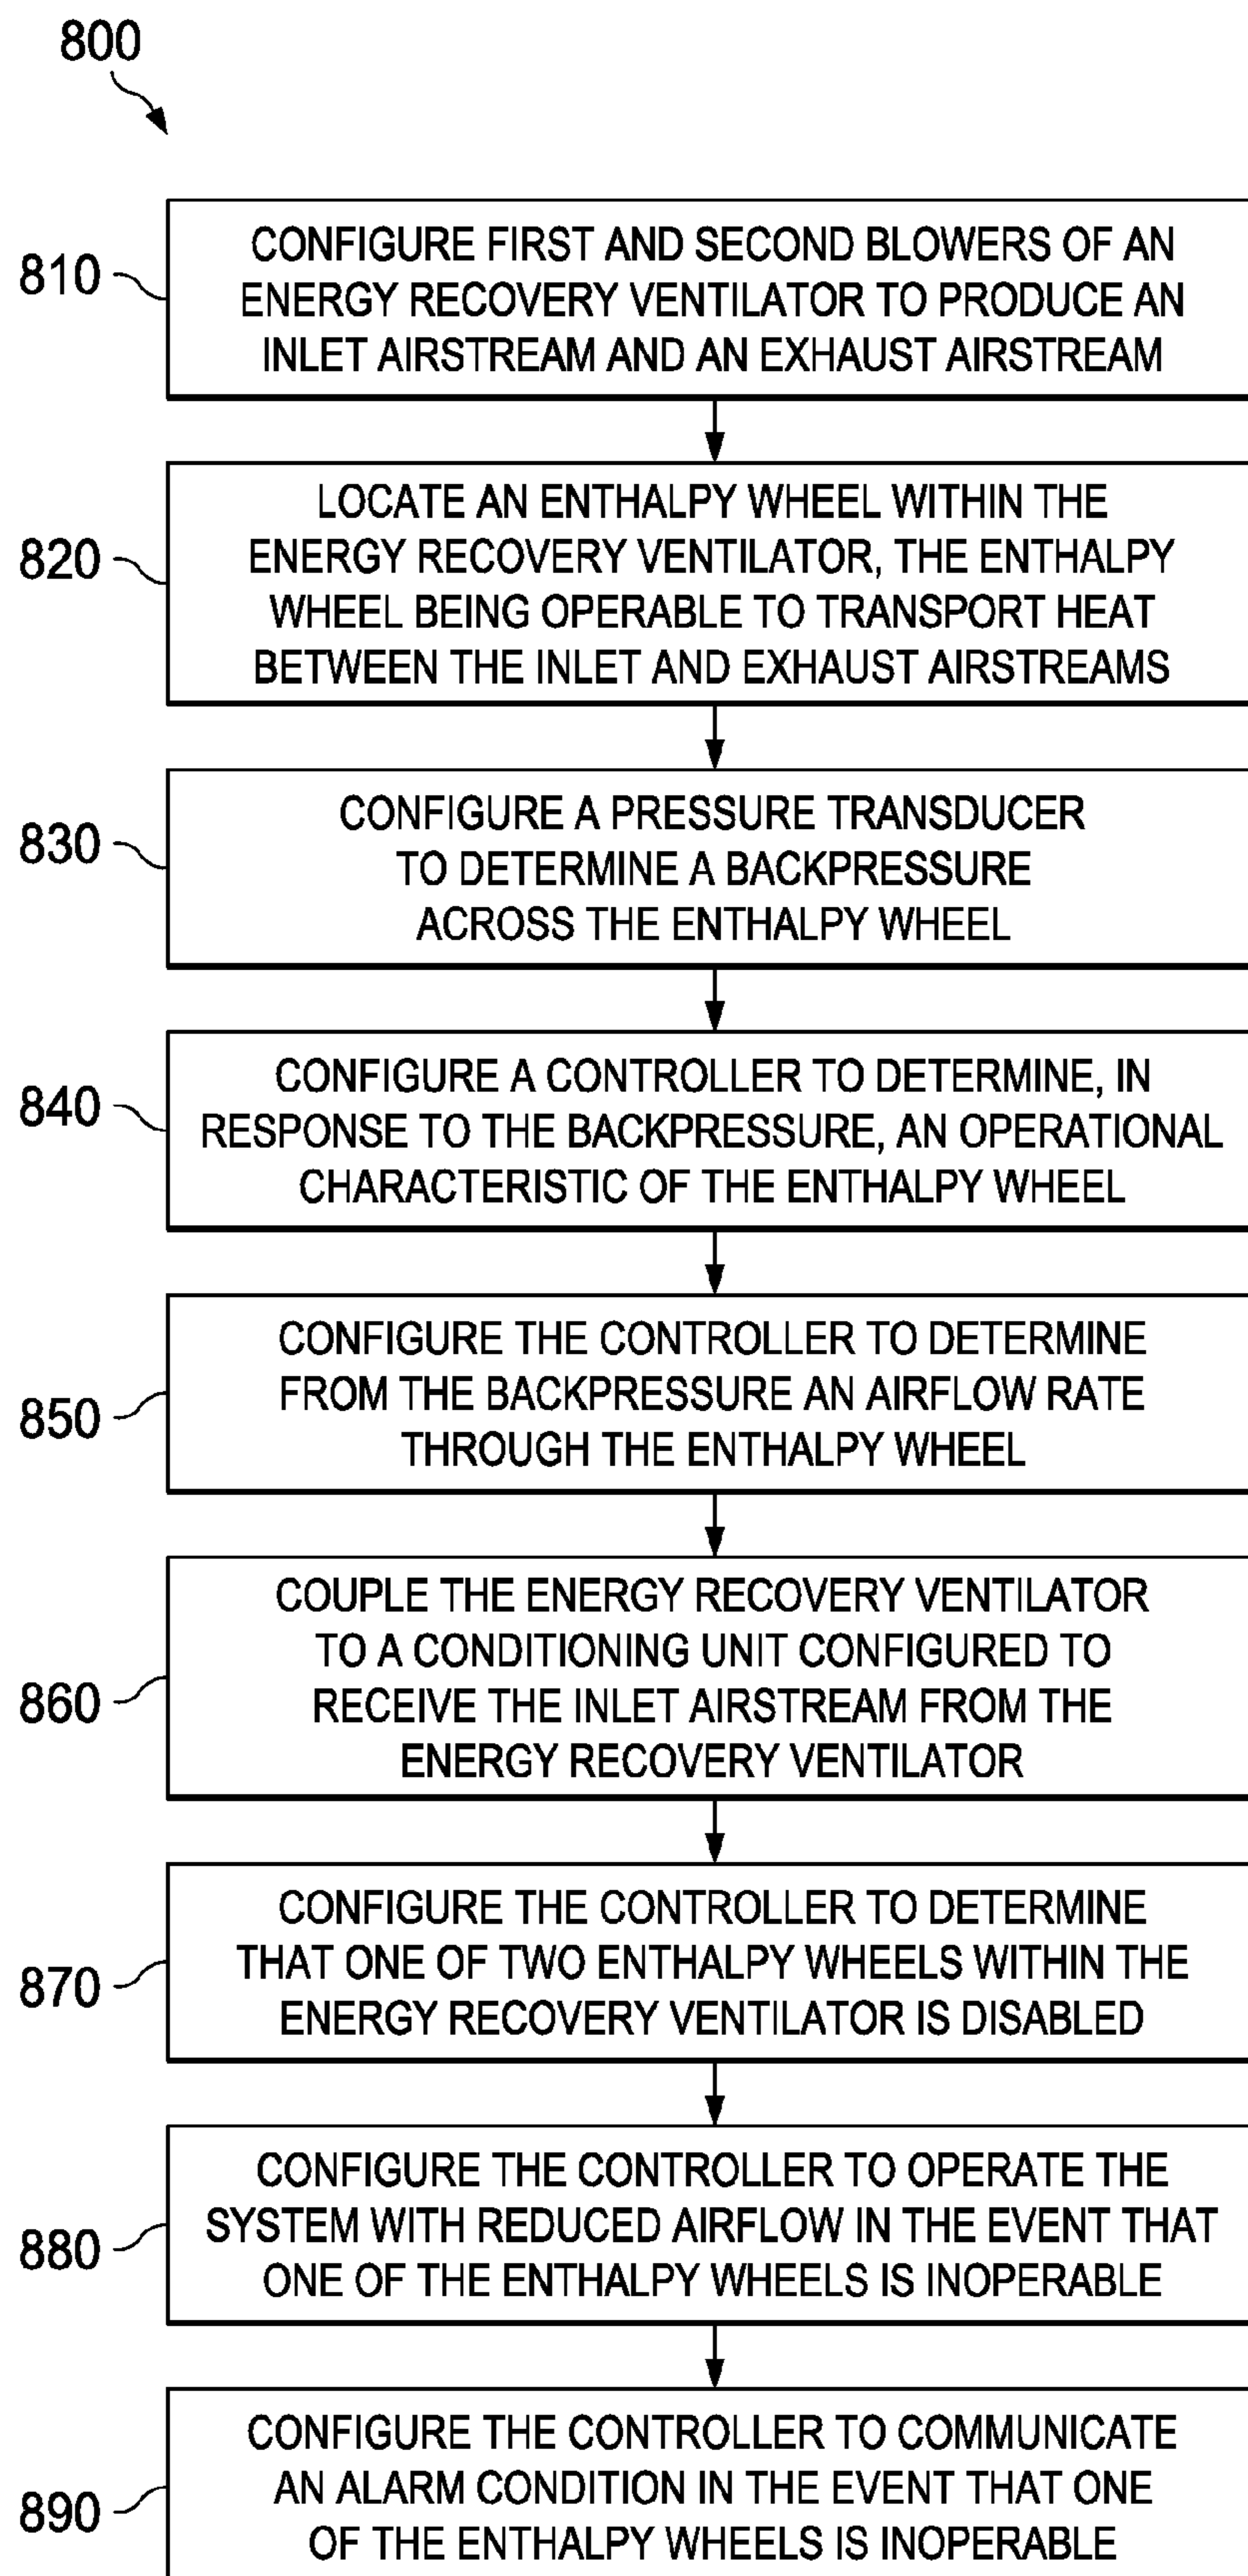 800
810
CONFIGURE FIRST AND SECOND BLOWERS OF AN
ENERGY RECOVERY VENTILATOR TO PRODUCE AN
INLET AIRSTREAM AND AN EXHAUST AIRSTREAM
820
LOCATE AN ENTHALPY WHEEL WITHIN THE
ENERGY RECOVERY VENTILATOR, THE ENTHALPY
WHEEL BEING OPERABLE TO TRANSPORT HEAT
BETWEEN THE INLET AND EXHAUST AIRSTREAMS
830
CONFIGURE A PRESSURE TRANSDUCER
TO DETERMINE A BACKPRESSURE
ACROSS THE ENTHALPY WHEEL
840
CONFIGURE A CONTROLLER TO DETERMINE, IN
RESPONSE TO THE BACKPRESSURE, AN OPERATIONAL
CHARACTERISTIC OF THE ENTHALPY WHEEL
850
CONFIGURE THE CONTROLLER TO DETERMINE
FROM THE BACKPRESSURE AN AIRFLOW RATE
THROUGH THE ENTHALPY WHEEL
860
COUPLE THE ENERGY RECOVERY VENTILATOR
TO A CONDITIONING UNIT CONFIGURED TO
RECEIVE THE INLET AIRSTREAM FROM THE
ENERGY RECOVERY VENTILATOR
870
CONFIGURE THE CONTROLLER TO DETERMINE
THAT ONE OF TWO ENTHALPY WHEELS WITHIN THE
ENERGY RECOVERY VENTILATOR IS DISABLED
880
CONFIGURE THE CONTROLLER TO OPERATE THE
SYSTEM WITH REDUCED AIRFLOW IN THE EVENT THAT
ONE OF THE ENTHALPY WHEELS IS INOPERABLE
890
CONFIGURE THE CONTROLLER TO COMMUNICATE
AN ALARM CONDITION IN THE EVENT THAT ONE
OF THE ENTHALPY WHEELS IS INOPERABLE